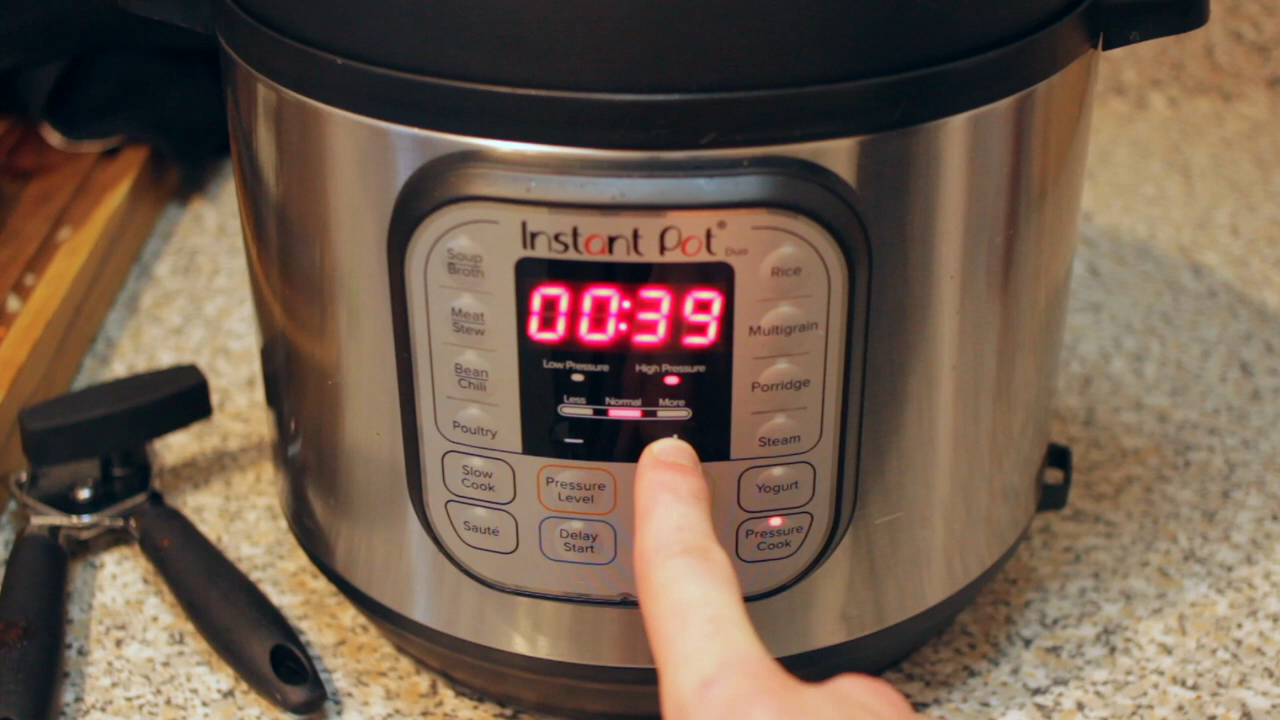 Instant Pot®
Duo
00:39
Low Pressure
High Pressure
Less
Normal
More
Soup
Broth
Meat
Stew
Bean
Chili
Poultry
Rice
Multigrain
Porridge
Steam
Slow
Cook
Sauté
Pressure
Level
Delay
Start
Yogurt
Pressure
Cook